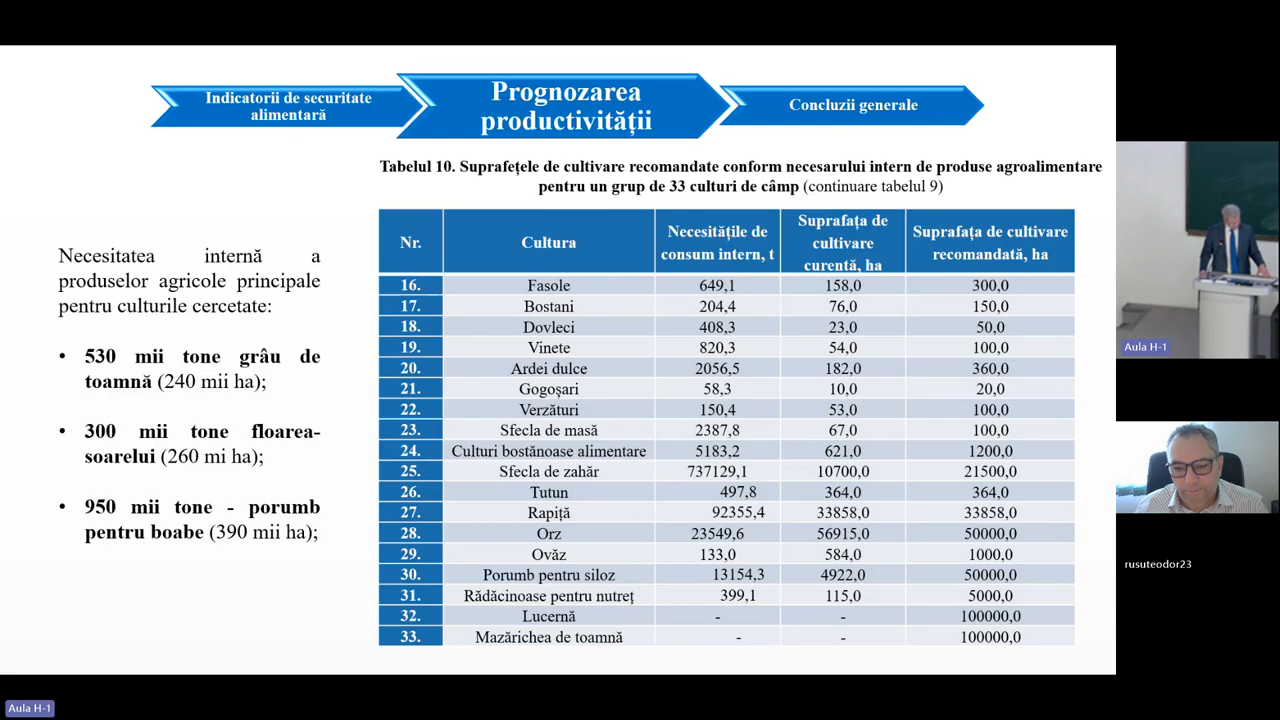 Indicatorii de securitate
alimentară
Prognozarea
productivității
Concluzii generale
Tabelul 10. Suprafețele de cultivare recomandate conform necesarului intern de produse agroalimentare
pentru un grup de 33 culturi de câmp (continuare tabelul 9)
Necesitatea internă a
produselor agricole principale
pentru culturile cercetate:
• 530 mii tone grâu de
toamnă (240 mii ha);
• 300 mii tone floarea-
soarelui (260 mi ha);
• 950 mii tone - porumb
pentru boabe (390 mii ha);
Nr. Cultura Necesitățile de consum intern, t Suprafața de cultivare curentă, ha Suprafața de cultivare recomandată, ha
16. Fasole 649,1 158,0 300,0
17. Bostani 204,4 76,0 150,0
18. Dovleci 408,3 23,0 50,0
19. Vinete 820,3 54,0 100,0
20. Ardei dulce 2056,5 182,0 360,0
21. Gogoșari 58,3 10,0 20,0
22. Verzături 150,4 53,0 100,0
23. Sfecla de masă 2387,8 67,0 100,0
24. Culturi bostănoase alimentare 5183,2 621,0 1200,0
25. Sfecla de zahăr 737129,1 10700,0 21500,0
26. Tutun 497,8 364,0 364,0
27. Rapiță 92355,4 33858,0 33858,0
28. Orz 23549,6 56915,0 50000,0
29. Ovăz 133,0 584,0 1000,0
30. Porumb pentru siloz 13154,3 4922,0 50000,0
31. Rădăcinoase pentru nutreț 399,1 115,0 5000,0
32. Lucernă - - 100000,0
33. Mazărichea de toamnă - - 100000,0
Aula H-1
rusuteodor23
Aula H-1